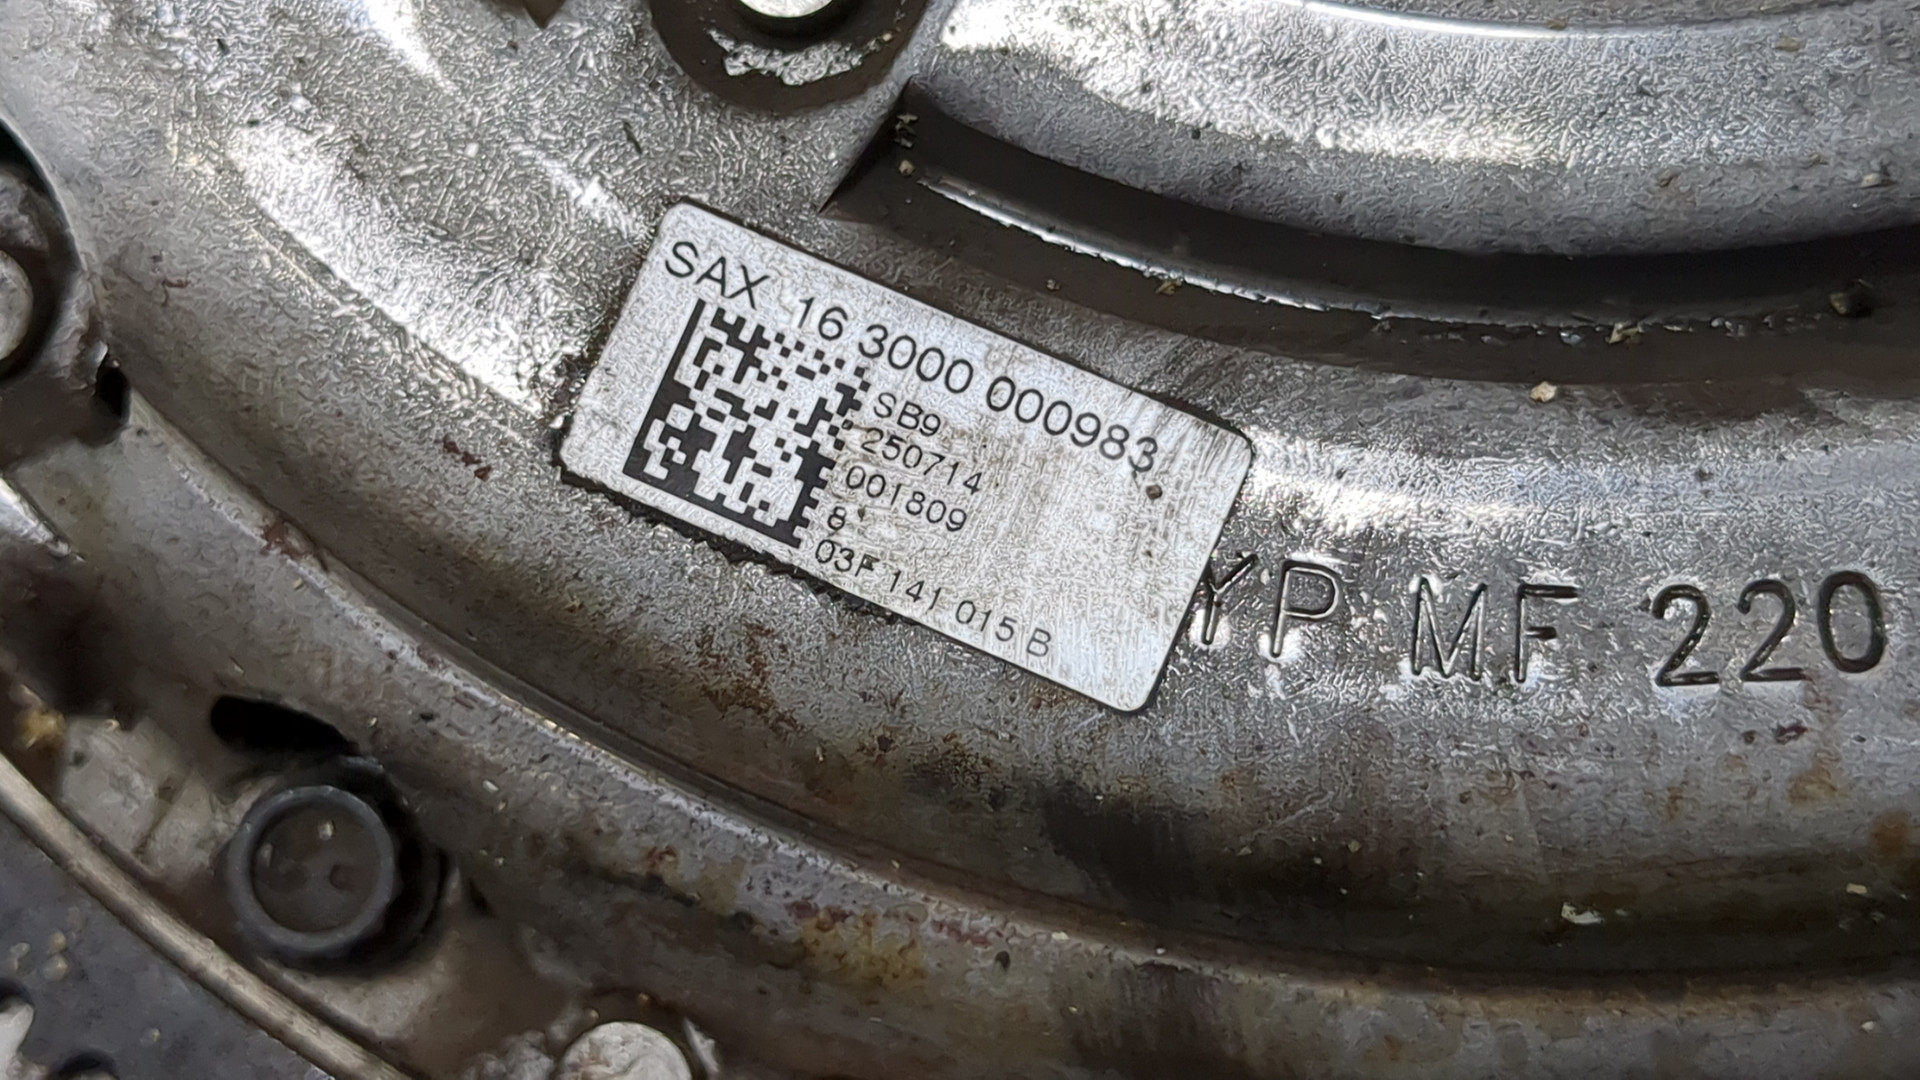 SAX 16 3000 000983
SB9
250714
001809
8
03F 141 015 B
YP MF 220